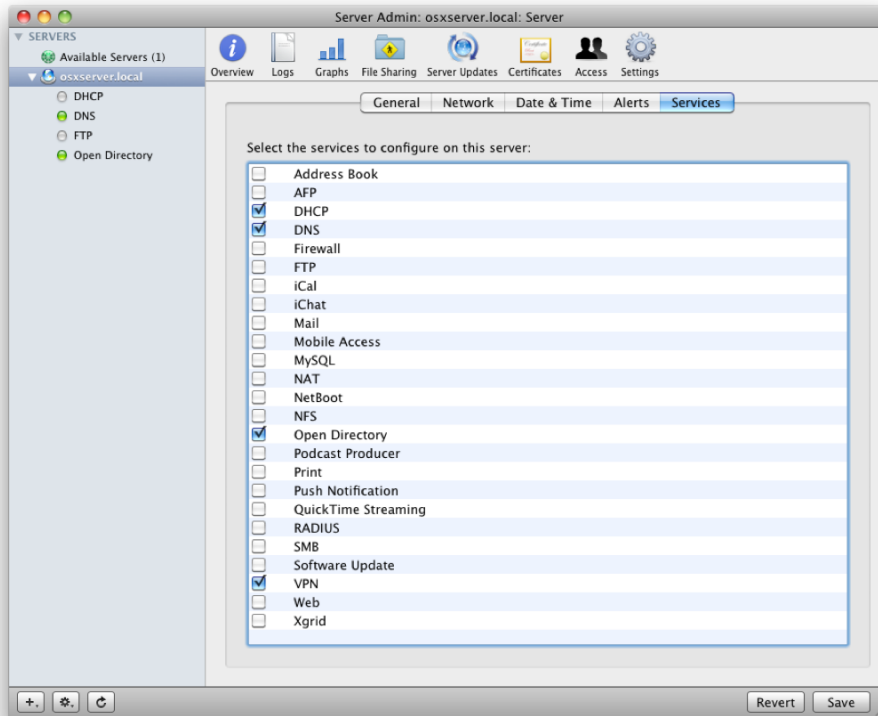 Server Admin: osxserver.local: Server
SERVERS
Available Servers (1)
osxserver.local
DHCP
DNS
FTP
Open Directory
Overview Logs Graphs File Sharing Server Updates Certificates Access Settings
General Network Date & Time Alerts Services
Select the services to configure on this server:
Address Book
AFP
DHCP
DNS
Firewall
FTP
iCal
iChat
Mail
Mobile Access
MySQL
NAT
NetBoot
NFS
Open Directory
Podcast Producer
Print
Push Notification
QuickTime Streaming
RADIUS
SMB
Software Update
VPN
Web
Xgrid
Revert Save